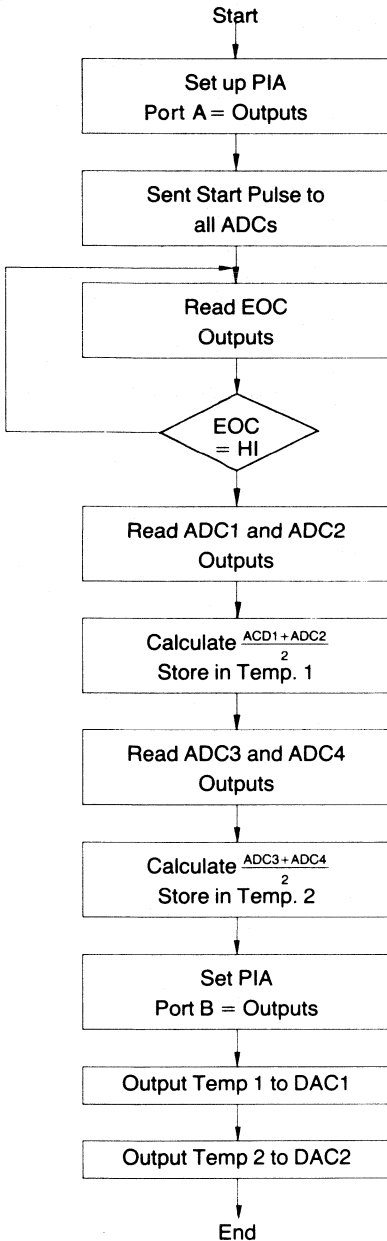 Start
Set up PIA
Port A = Outputs
Sent Start Pulse to
all ADCs
Read EOC
Outputs
EOC
= HI
Read ADC1 and ADC2
Outputs
Calculate ACD1+ADC2/2
Store in Temp. 1
Read ADC3 and ADC4
Outputs
Calculate ADC3+ADC4/2
Store in Temp. 2
Set PIA
Port B = Outputs
Output Temp 1 to DAC1
Output Temp 2 to DAC2
End